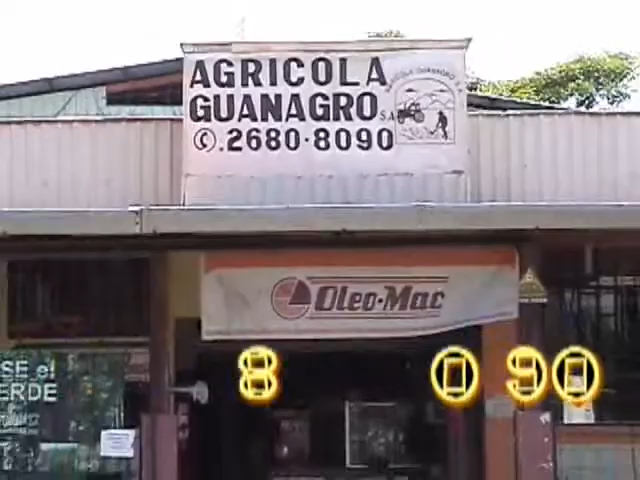 AGRICOLA
GUANAGRO S.A
.2680-8090
Oleo-Mac
8 0 9 0
SE el
ERDE